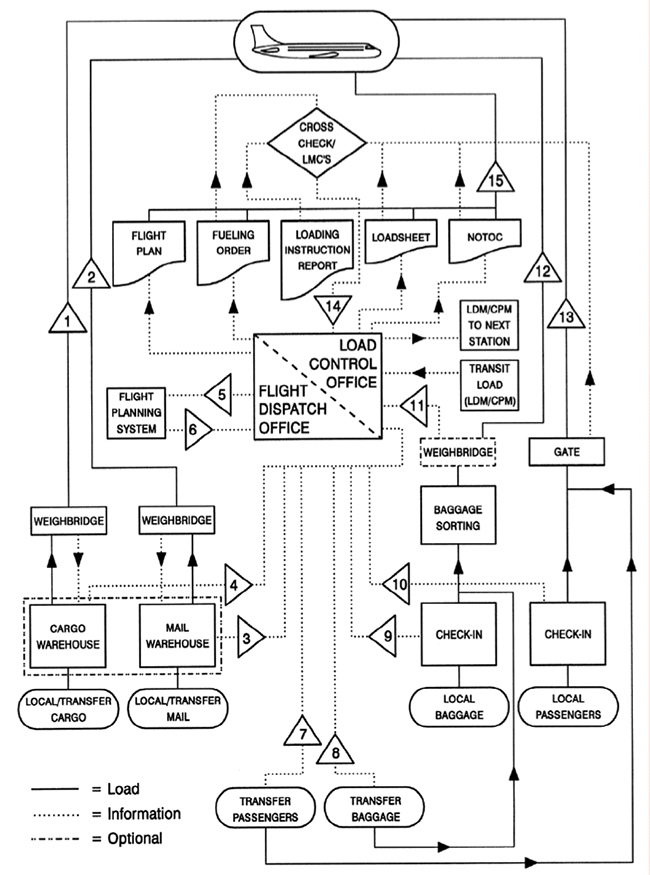 CROSS
CHECK/
LMC'S
15
FLIGHT
PLAN
FUELING
ORDER
LOADING
INSTRUCTION
REPORT
LOADSHEET
NOTOC
2
12
1
14
13
LDM/CPM
TO NEXT
STATION
LOAD
CONTROL
OFFICE
FLIGHT
DISPATCH
OFFICE
TRANSIT
LOAD
(LDM/CPM)
FLIGHT
PLANNING
SYSTEM
5
6
11
WEIGHBRIDGE
GATE
WEIGHBRIDGE
WEIGHBRIDGE
BAGGAGE
SORTING
4
10
CARGO
WAREHOUSE
MAIL
WAREHOUSE
3
9
CHECK-IN
CHECK-IN
LOCAL/TRANSFER
CARGO
LOCAL/TRANSFER
MAIL
LOCAL
BAGGAGE
LOCAL
PASSENGERS
7
8
TRANSFER
PASSENGERS
TRANSFER
BAGGAGE
= Load
= Information
= Optional